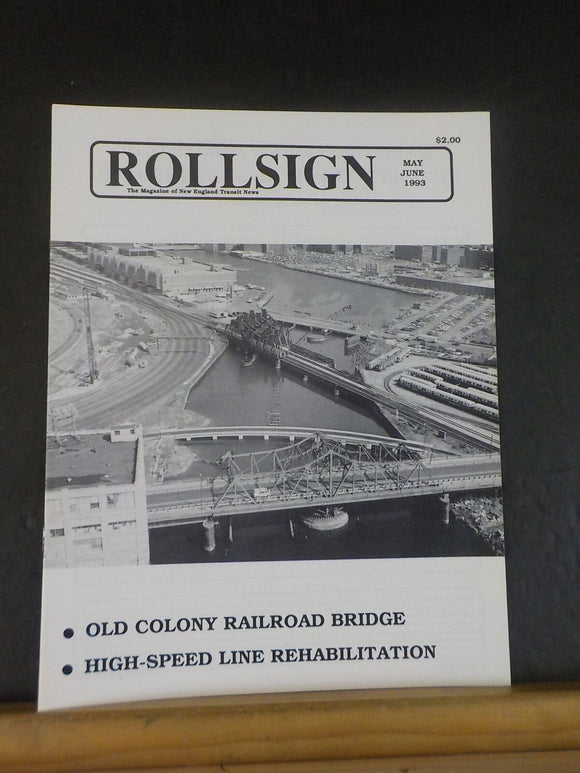 $2.00
ROLLSIGN
The Magazine of New England Transit News
MAY
JUNE
1993
• OLD COLONY RAILROAD BRIDGE
• HIGH-SPEED LINE REHABILITATION